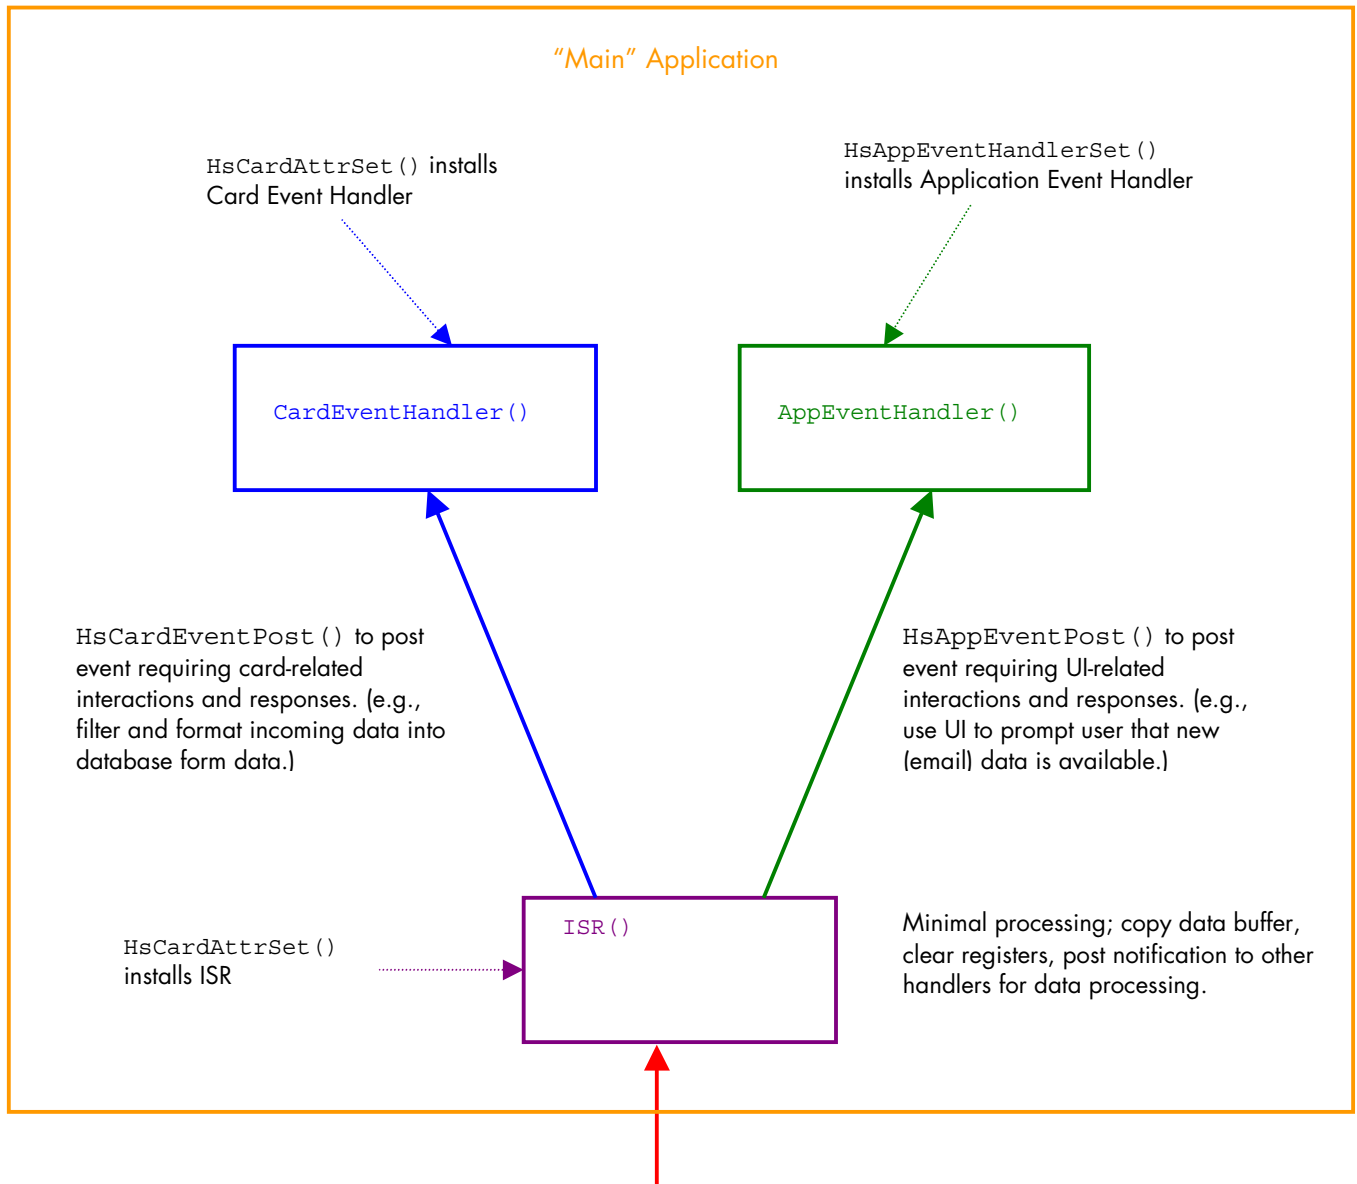 “Main” Application
HsCardAttrSet() installs
Card Event Handler
HsAppEventHandlerSet()
installs Application Event Handler
CardEventHandler()
AppEventHandler()
HsCardEventPost() to post
event requiring card-related
interactions and responses. (e.g.,
filter and format incoming data into
database form data.)
HsAppEventPost() to post
event requiring UI-related
interactions and responses. (e.g.,
use UI to prompt user that new
(email) data is available.)
ISR()
HsCardAttrSet()
installs ISR
Minimal processing; copy data buffer,
clear registers, post notification to other
handlers for data processing.